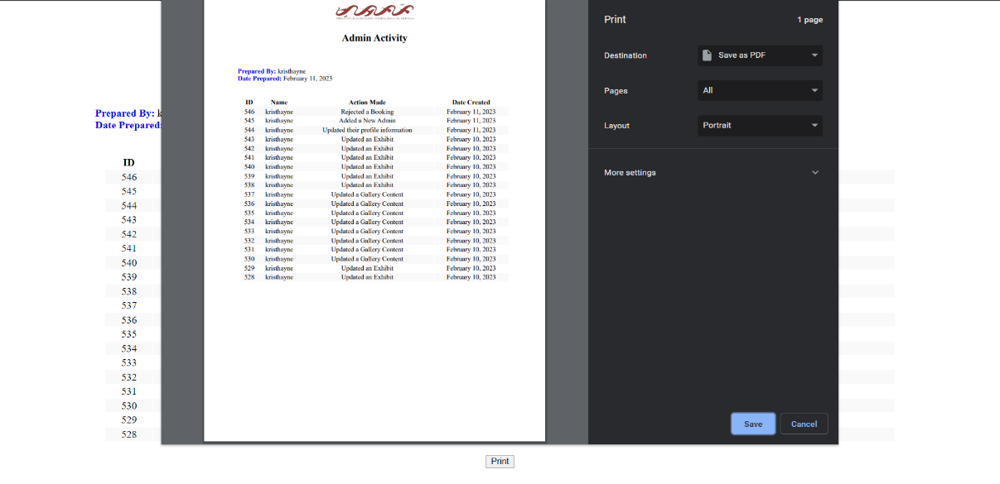 Admin Activity
Prepared By: kristhayne
Date Prepared: February 11, 2023
ID Name Action Made Date Created
546 kristhayne Rejected a Booking February 11, 2023
545 kristhayne Added a New Admin February 11, 2023
544 kristhayne Updated their profile information February 11, 2023
543 kristhayne Updated an Exhibit February 10, 2023
542 kristhayne Updated an Exhibit February 10, 2023
541 kristhayne Updated an Exhibit February 10, 2023
540 kristhayne Updated an Exhibit February 10, 2023
539 kristhayne Updated an Exhibit February 10, 2023
538 kristhayne Updated an Exhibit February 10, 2023
537 kristhayne Updated a Gallery Content February 10, 2023
536 kristhayne Updated a Gallery Content February 10, 2023
535 kristhayne Updated a Gallery Content February 10, 2023
534 kristhayne Updated a Gallery Content February 10, 2023
533 kristhayne Updated a Gallery Content February 10, 2023
532 kristhayne Updated a Gallery Content February 10, 2023
531 kristhayne Updated a Gallery Content February 10, 2023
530 kristhayne Updated a Gallery Content February 10, 2023
529 kristhayne Updated an Exhibit February 10, 2023
528 kristhayne Updated an Exhibit February 10, 2023
Print 1 page
Destination Save as PDF
Pages All
Layout Portrait
More settings
Save Cancel
Prepared By: k
Date Prepared:
ID
546
545
544
543
542
541
540
539
538
537
536
535
534
533
532
531
530
529
528
Print